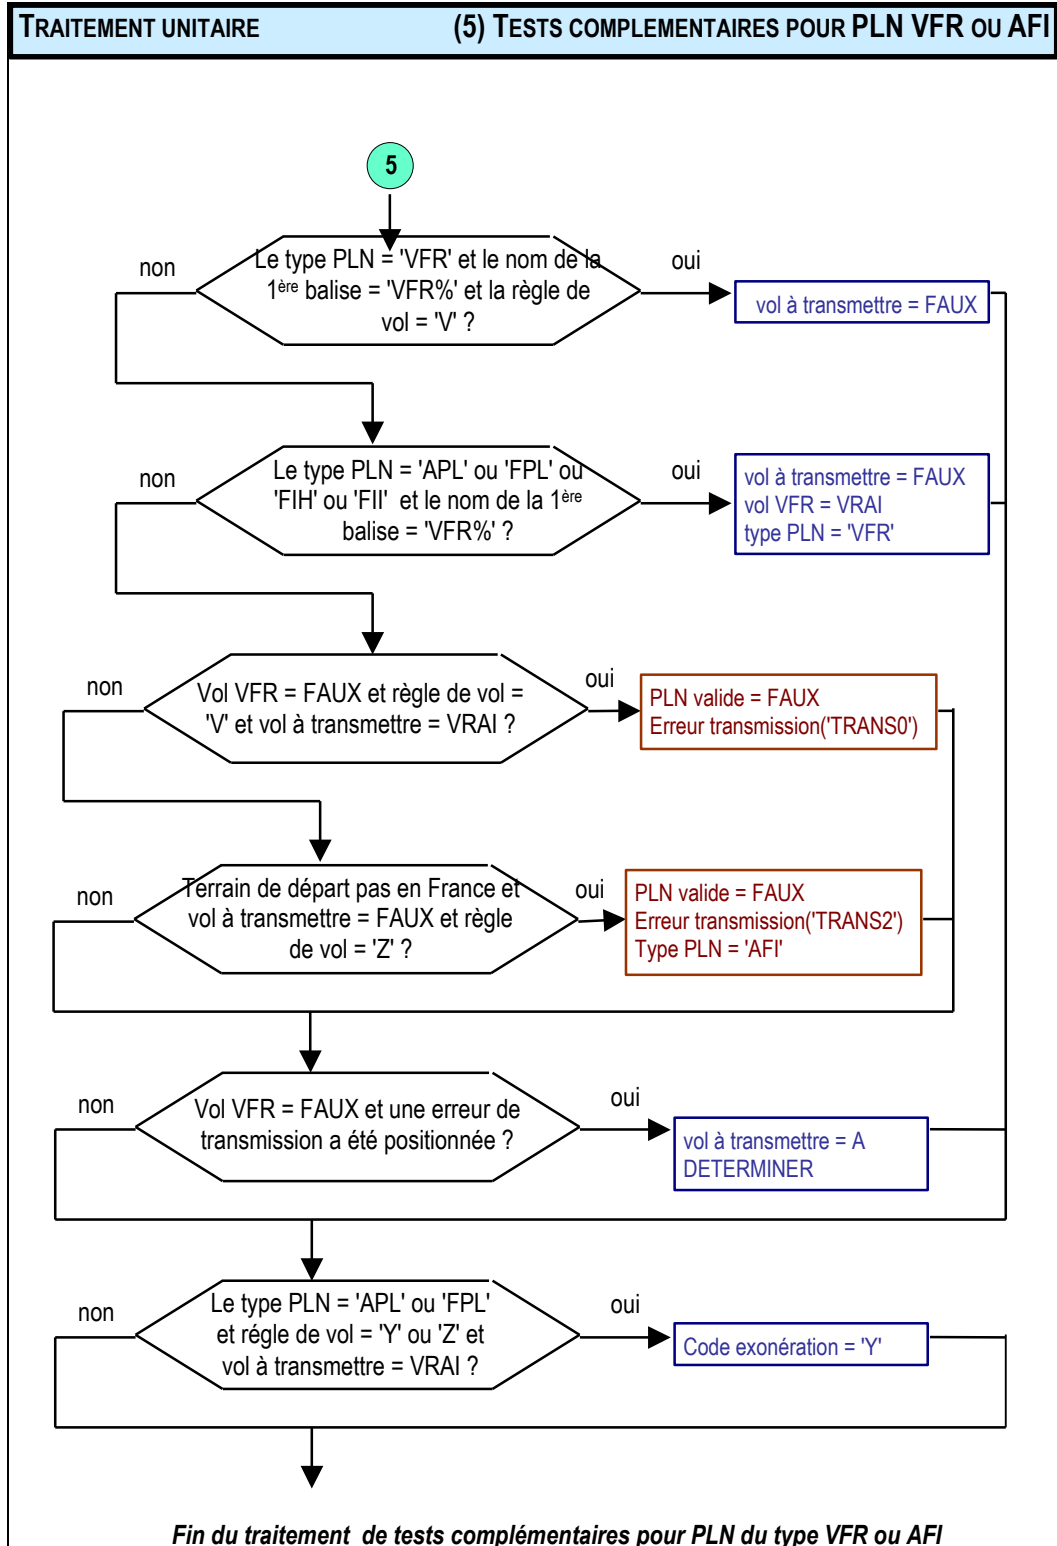 TRAITEMENT UNITAIRE (5) TESTS COMPLEMENTAIRES POUR PLN VFR OU AFI
5
non
Le type PLN = 'VFR' et le nom de la
1ère balise = 'VFR%' et la règle de
vol = 'V' ?
oui
vol à transmettre = FAUX
non
Le type PLN = 'APL' ou 'FPL' ou
'FIH' ou 'FII' et le nom de la 1ère
balise = 'VFR%' ?
oui
vol à transmettre = FAUX
vol VFR = VRAI
type PLN = 'VFR'
non
Vol VFR = FAUX et règle de vol =
'V' et vol à transmettre = VRAI ?
oui
PLN valide = FAUX
Erreur transmission('TRANS0')
non
Terrain de départ pas en France et
vol à transmettre = FAUX et règle
de vol = 'Z' ?
oui
PLN valide = FAUX
Erreur transmission('TRANS2')
Type PLN = 'AFI'
non
Vol VFR = FAUX et une erreur de
transmission a été positionnée ?
oui
vol à transmettre = A
DETERMINER
non
Le type PLN = 'APL' ou 'FPL'
et régle de vol = 'Y' ou 'Z' et
vol à transmettre = VRAI ?
oui
Code exonération = 'Y'
Fin du traitement de tests complémentaires pour PLN du type VFR ou AFI